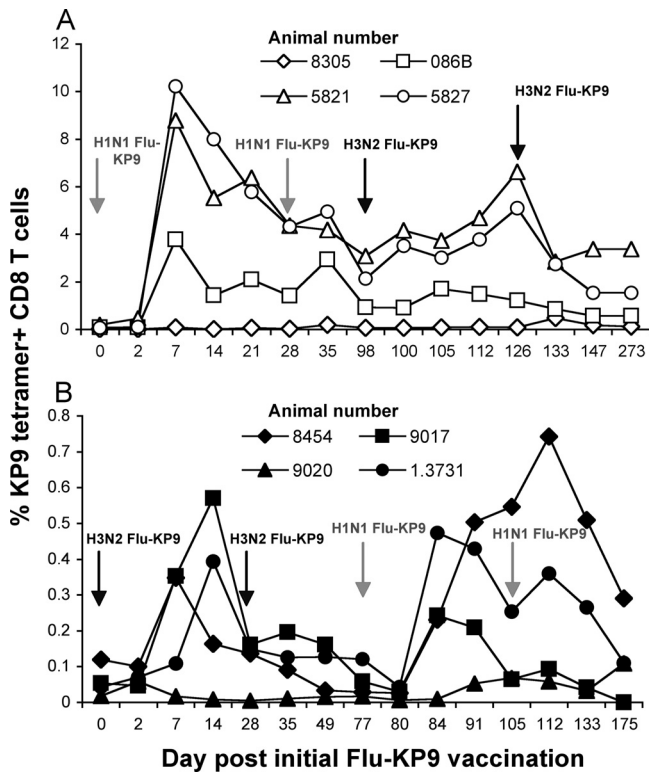 A
Animal number
8305 086B
5821 5827
H1N1 Flu-
KP9
H1N1 Flu-KP9
H3N2 Flu-KP9
H3N2 Flu-KP9
12
10
8
6
4
2
0
0 2 7 14 21 28 35 98 100 105 112 126 133 147 273
% KP9 tetramer+ CD8 T cells
B
Animal number
8454 9017
9020 1.3731
H3N2 Flu-KP9
H3N2 Flu-KP9
H1N1 Flu-KP9
H1N1 Flu-KP9
0.8
0.7
0.6
0.5
0.4
0.3
0.2
0.1
0
0 2 7 14 28 35 49 77 80 84 91 105 112 133 175
Day post initial Flu-KP9 vaccination